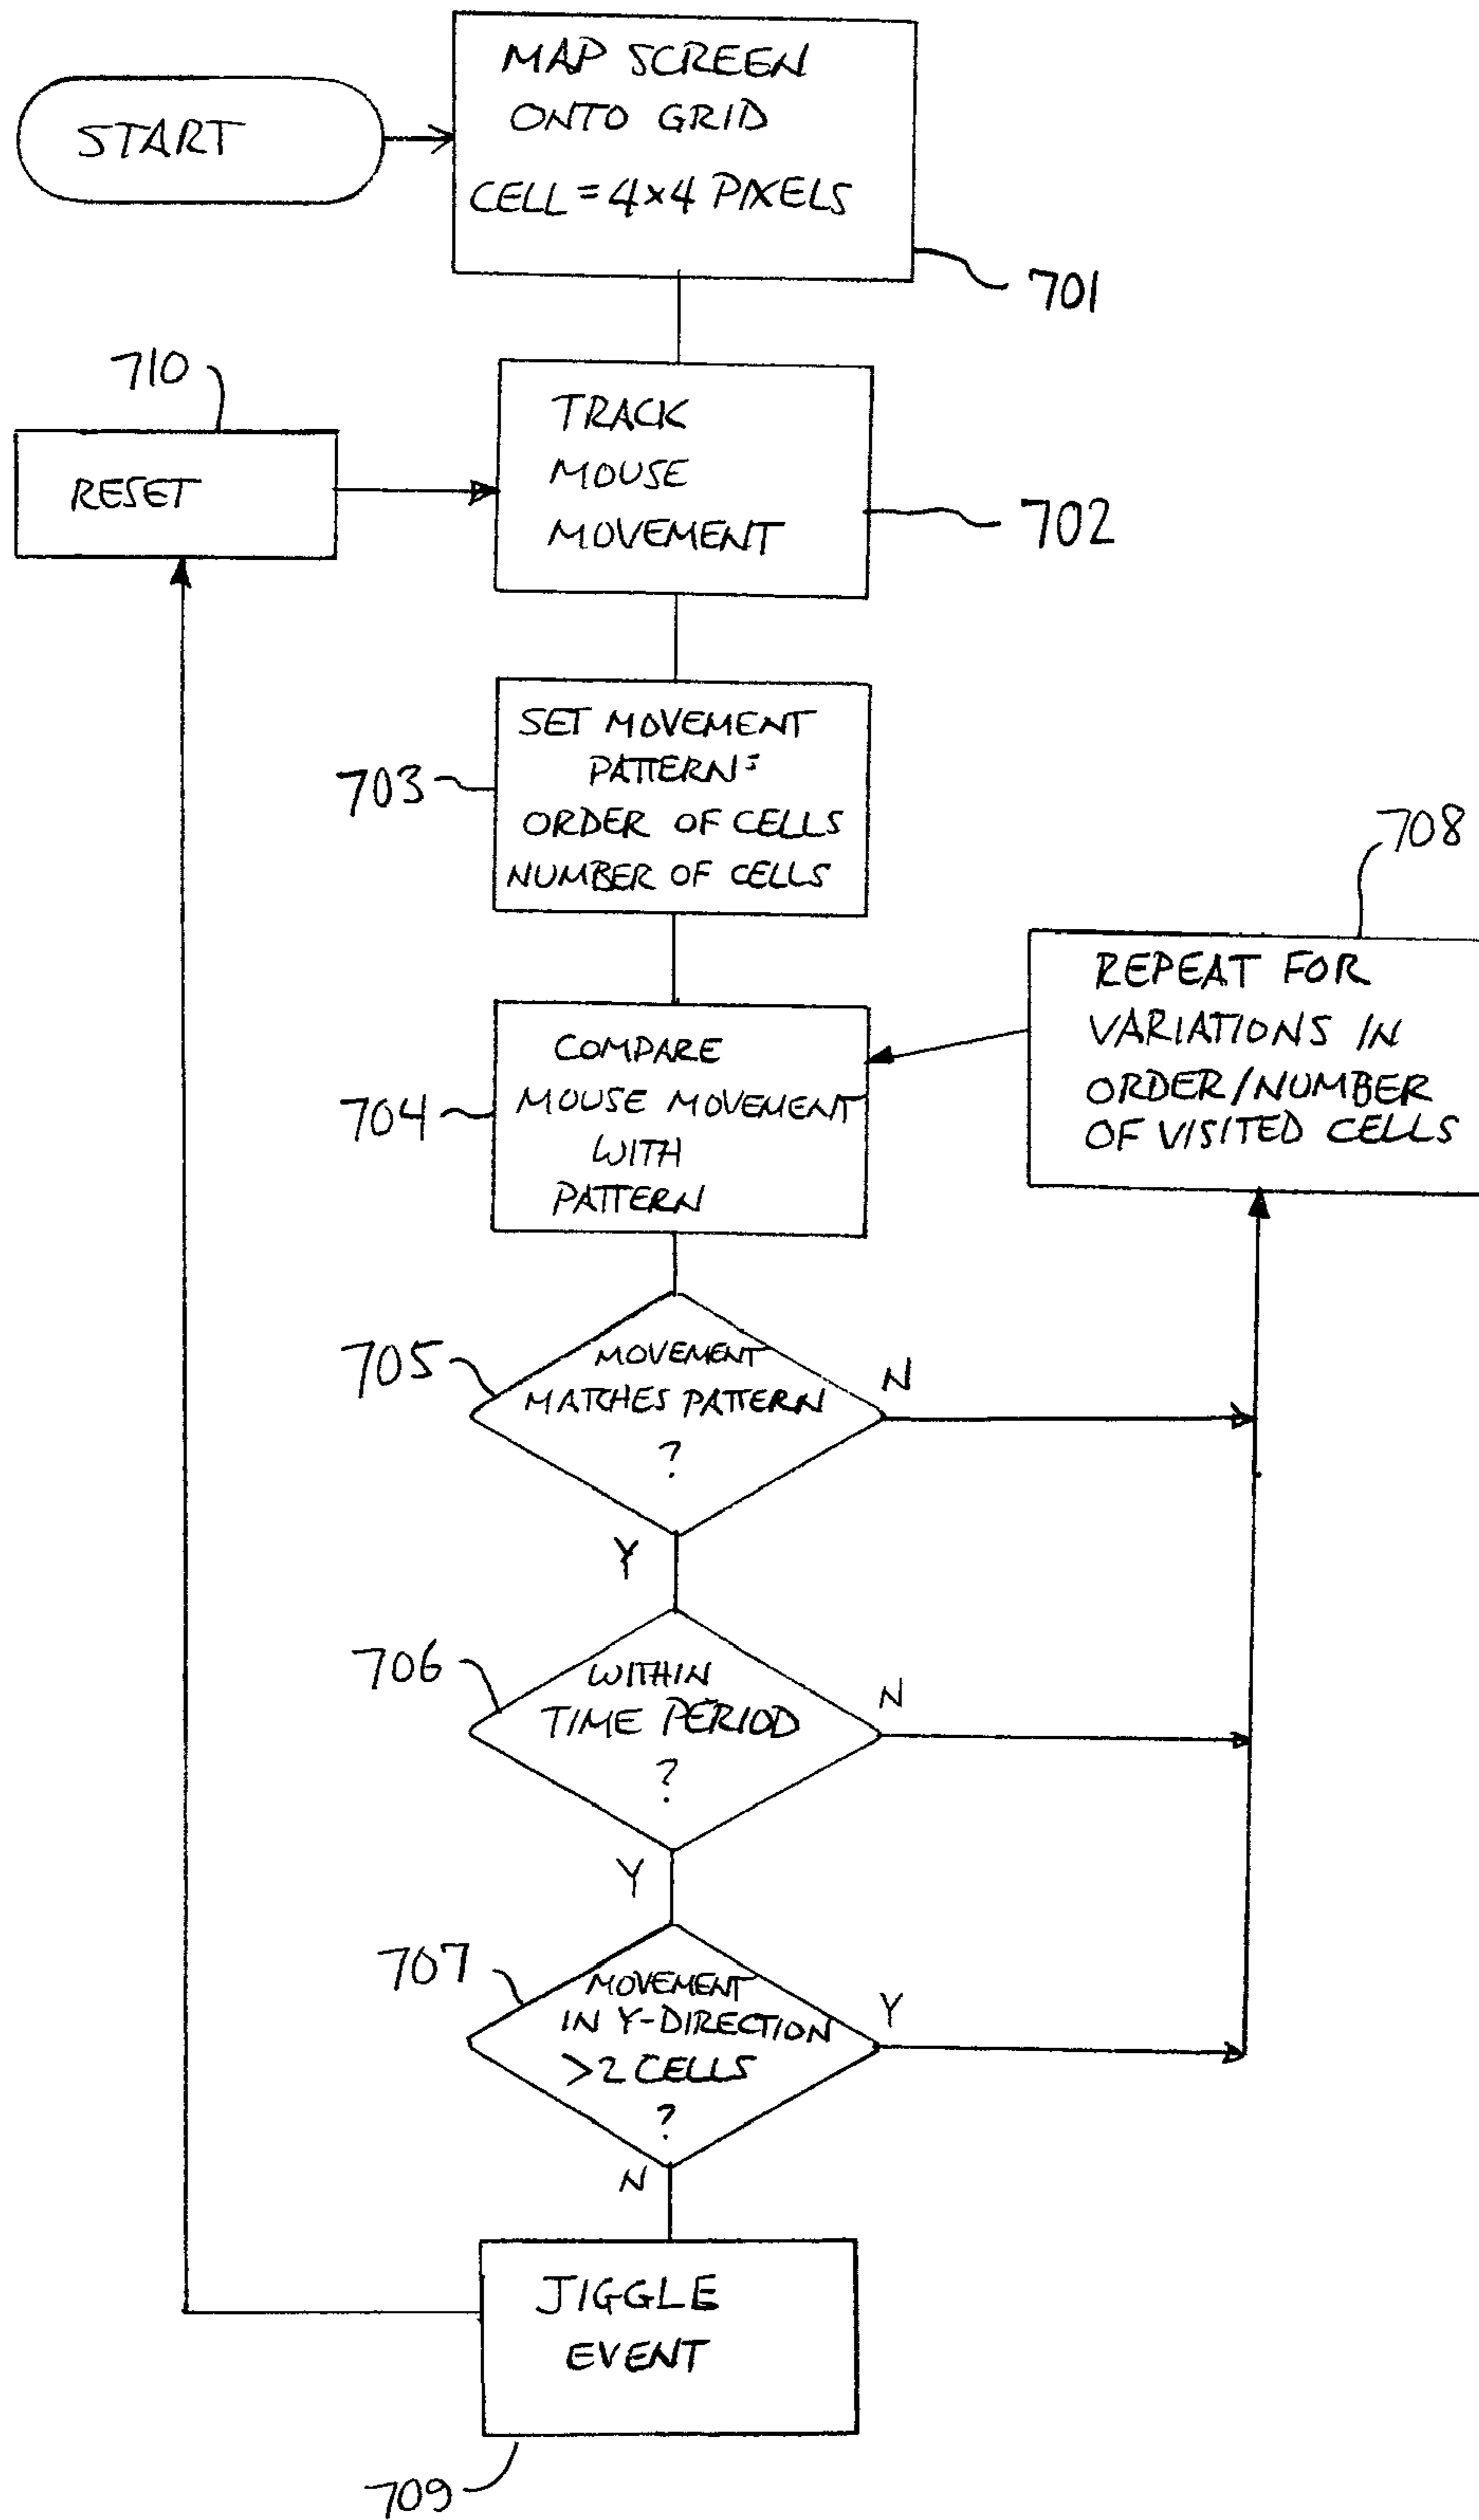 START
MAP SCREEN
ONTO GRID
CELL = 4x4 PIXELS
701
710
RESET
TRACK
MOUSE
MOVEMENT
702
703
SET MOVEMENT
PATTERN:
ORDER OF CELLS
NUMBER OF CELLS
708
REPEAT FOR
VARIATIONS IN
ORDER/NUMBER
OF VISITED CELLS
704
COMPARE
MOUSE MOVEMENT
WITH
PATTERN
705
MOVEMENT
MATCHES PATTERN
?
N
Y
706
WITHIN
TIME PERIOD
?
N
Y
707
MOVEMENT
IN Y-DIRECTION
>2 CELLS
?
Y
N
JIGGLE
EVENT
709